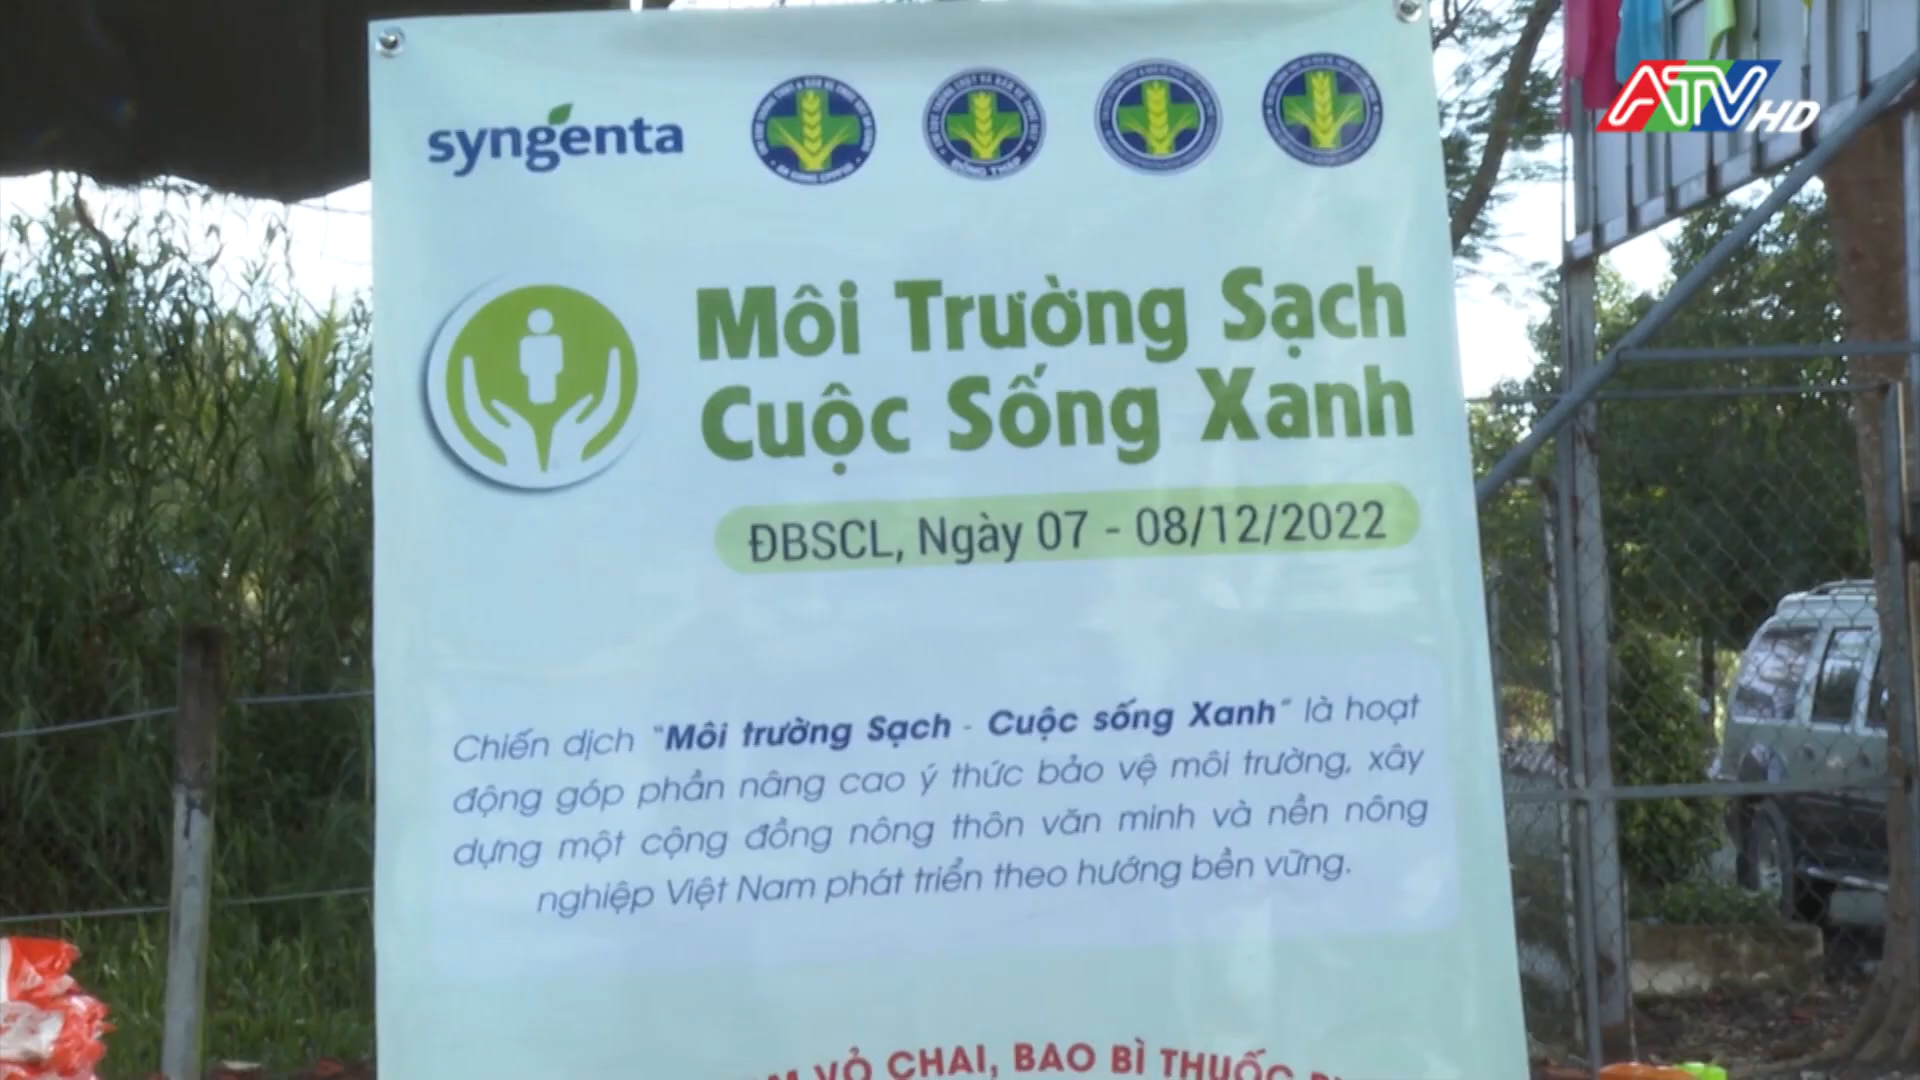 syngenta
ĐỒNG THÁP
ATV HD
Môi Trường Sạch
Cuộc Sống Xanh
ĐBSCL, Ngày 07 - 08/12/2022
Chiến dịch "Môi trường Sạch - Cuộc sống Xanh" là hoạt
động góp phần nâng cao ý thức bảo vệ môi trường, xây
dựng một cộng đồng nông thôn văn minh và nền nông
nghiệp Việt Nam phát triển theo hướng bền vững.
VỎ CHAI, BAO BÌ THUỐC